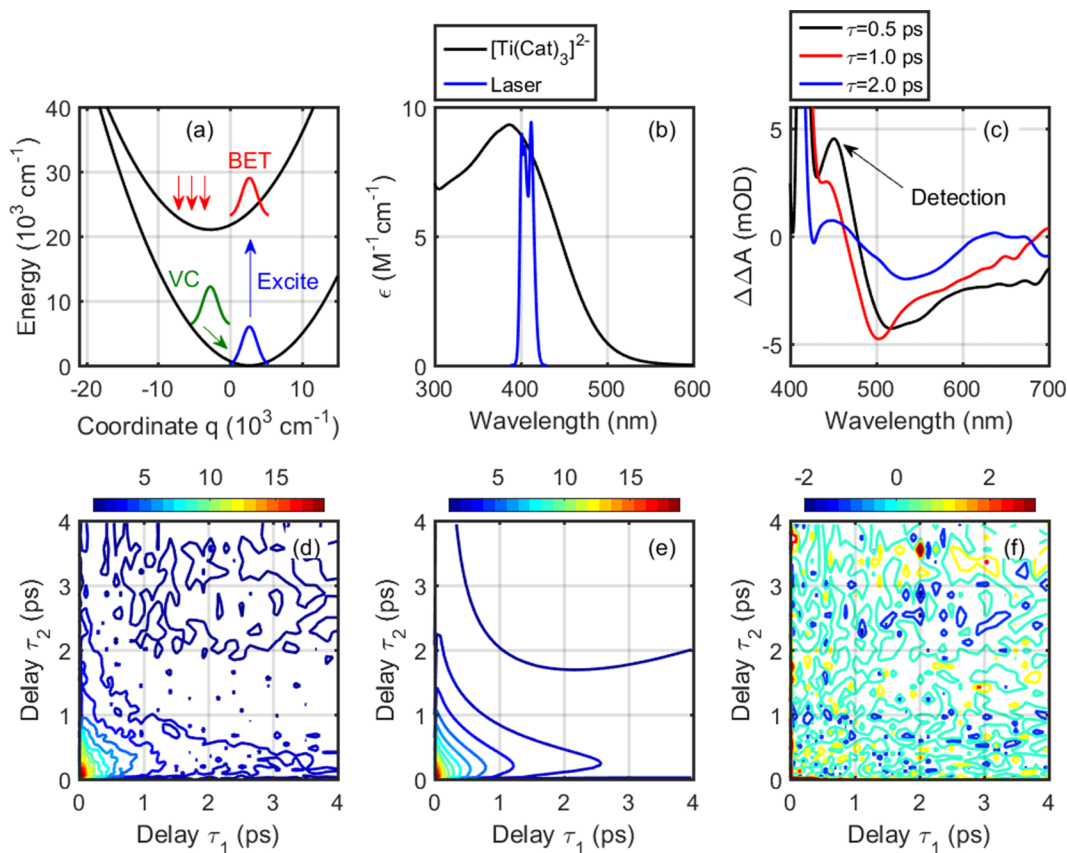 [Ti(Cat)₃]²⁻
Laser
τ=0.5 ps
τ=1.0 ps
τ=2.0 ps
(a)
BET
VC
Excite
40
30
20
10
0
Energy (10³ cm⁻¹)
-20
-10
0
10
Coordinate q (10³ cm⁻¹)
(b)
10
5
0
ϵ (M⁻¹cm⁻¹)
300
400
500
600
Wavelength (nm)
(c)
Detection
5
0
-5
ΔΔA (mOD)
400
500
600
700
Wavelength (nm)
5
10
15
(d)
4
3
2
1
0
Delay τ₂ (ps)
0
1
2
3
4
Delay τ₁ (ps)
5
10
15
(e)
4
3
2
1
0
Delay τ₂ (ps)
0
1
2
3
4
Delay τ₁ (ps)
-2
0
2
(f)
4
3
2
1
0
Delay τ₂ (ps)
0
1
2
3
4
Delay τ₁ (ps)